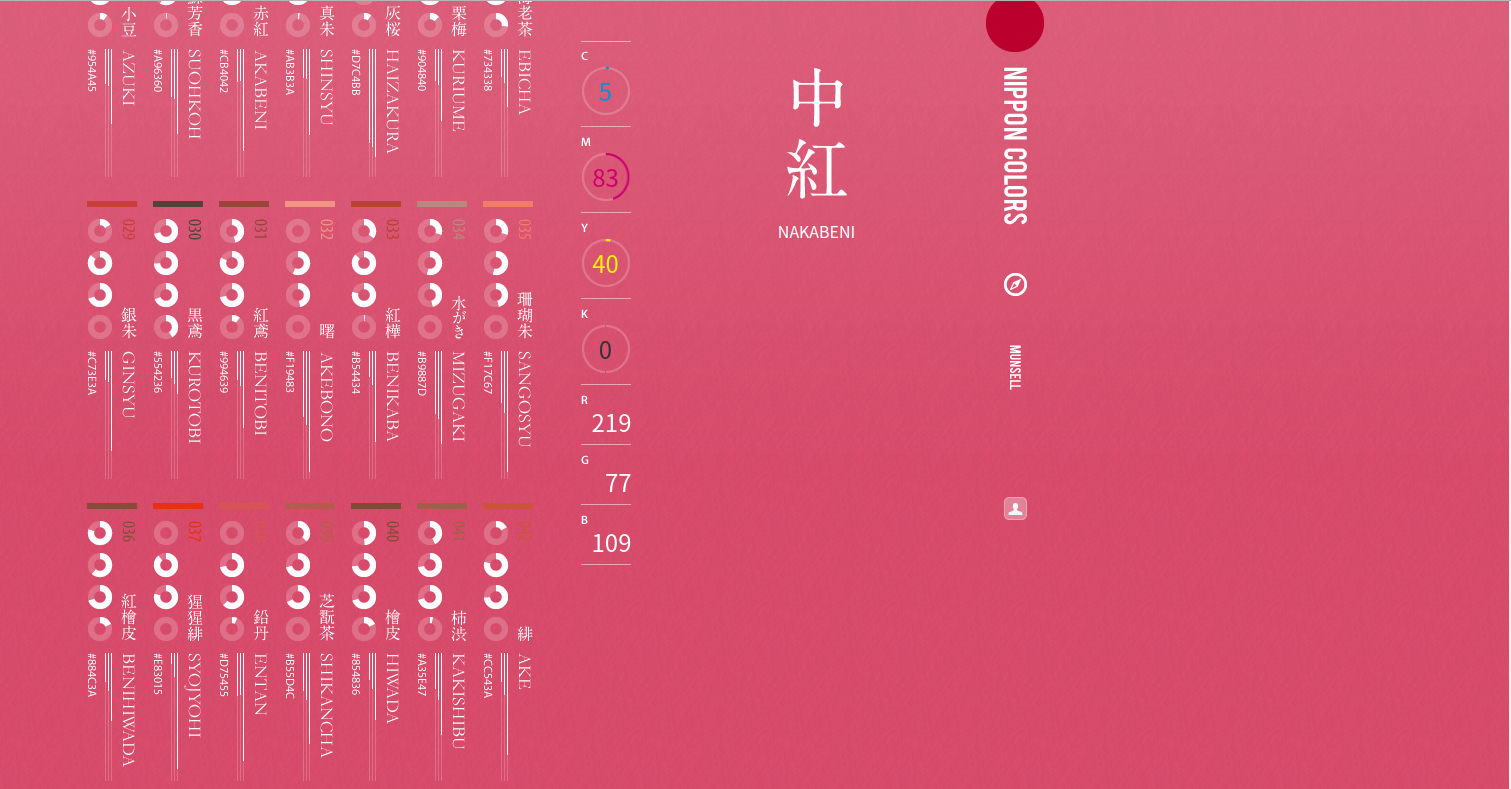 小豆
AZUKI
#954A45
蘇芳香
SUOHKOH
#A96360
赤紅
AKABENI
#CB4042
真朱
SHINSYU
#AB3B3A
灰桜
HAIZAKURA
#D7C4BB
栗梅
KURIUME
#904840
海老茶
EBICHA
#734338
029
銀朱
GINSYU
#C73E3A
030
黒鳶
KUROTOBI
#554236
031
紅鳶
BENITOBI
#994639
032
曙
AKEBONO
#F19483
033
紅樺
BENIKABA
#B54434
034
水がき
MIZUGAKI
#B9887D
035
珊瑚朱
SANGOSYU
#F17C67
036
紅檜皮
BENIHIWADA
#884C3A
037
猩猩緋
SYOJYOHI
#E83015
鉛丹
ENTAN
#D75455
芝翫茶
SHIKANCHA
#B55D4C
040
檜皮
HIWADA
#854836
041
柿渋
KAKISHIBU
#A35E47
緋
AKE
#CC543A
C
5
M
83
Y
40
K
0
R
219
G
77
B
109
中紅
NAKABENI
NIPPON COLORS
MUNSELL